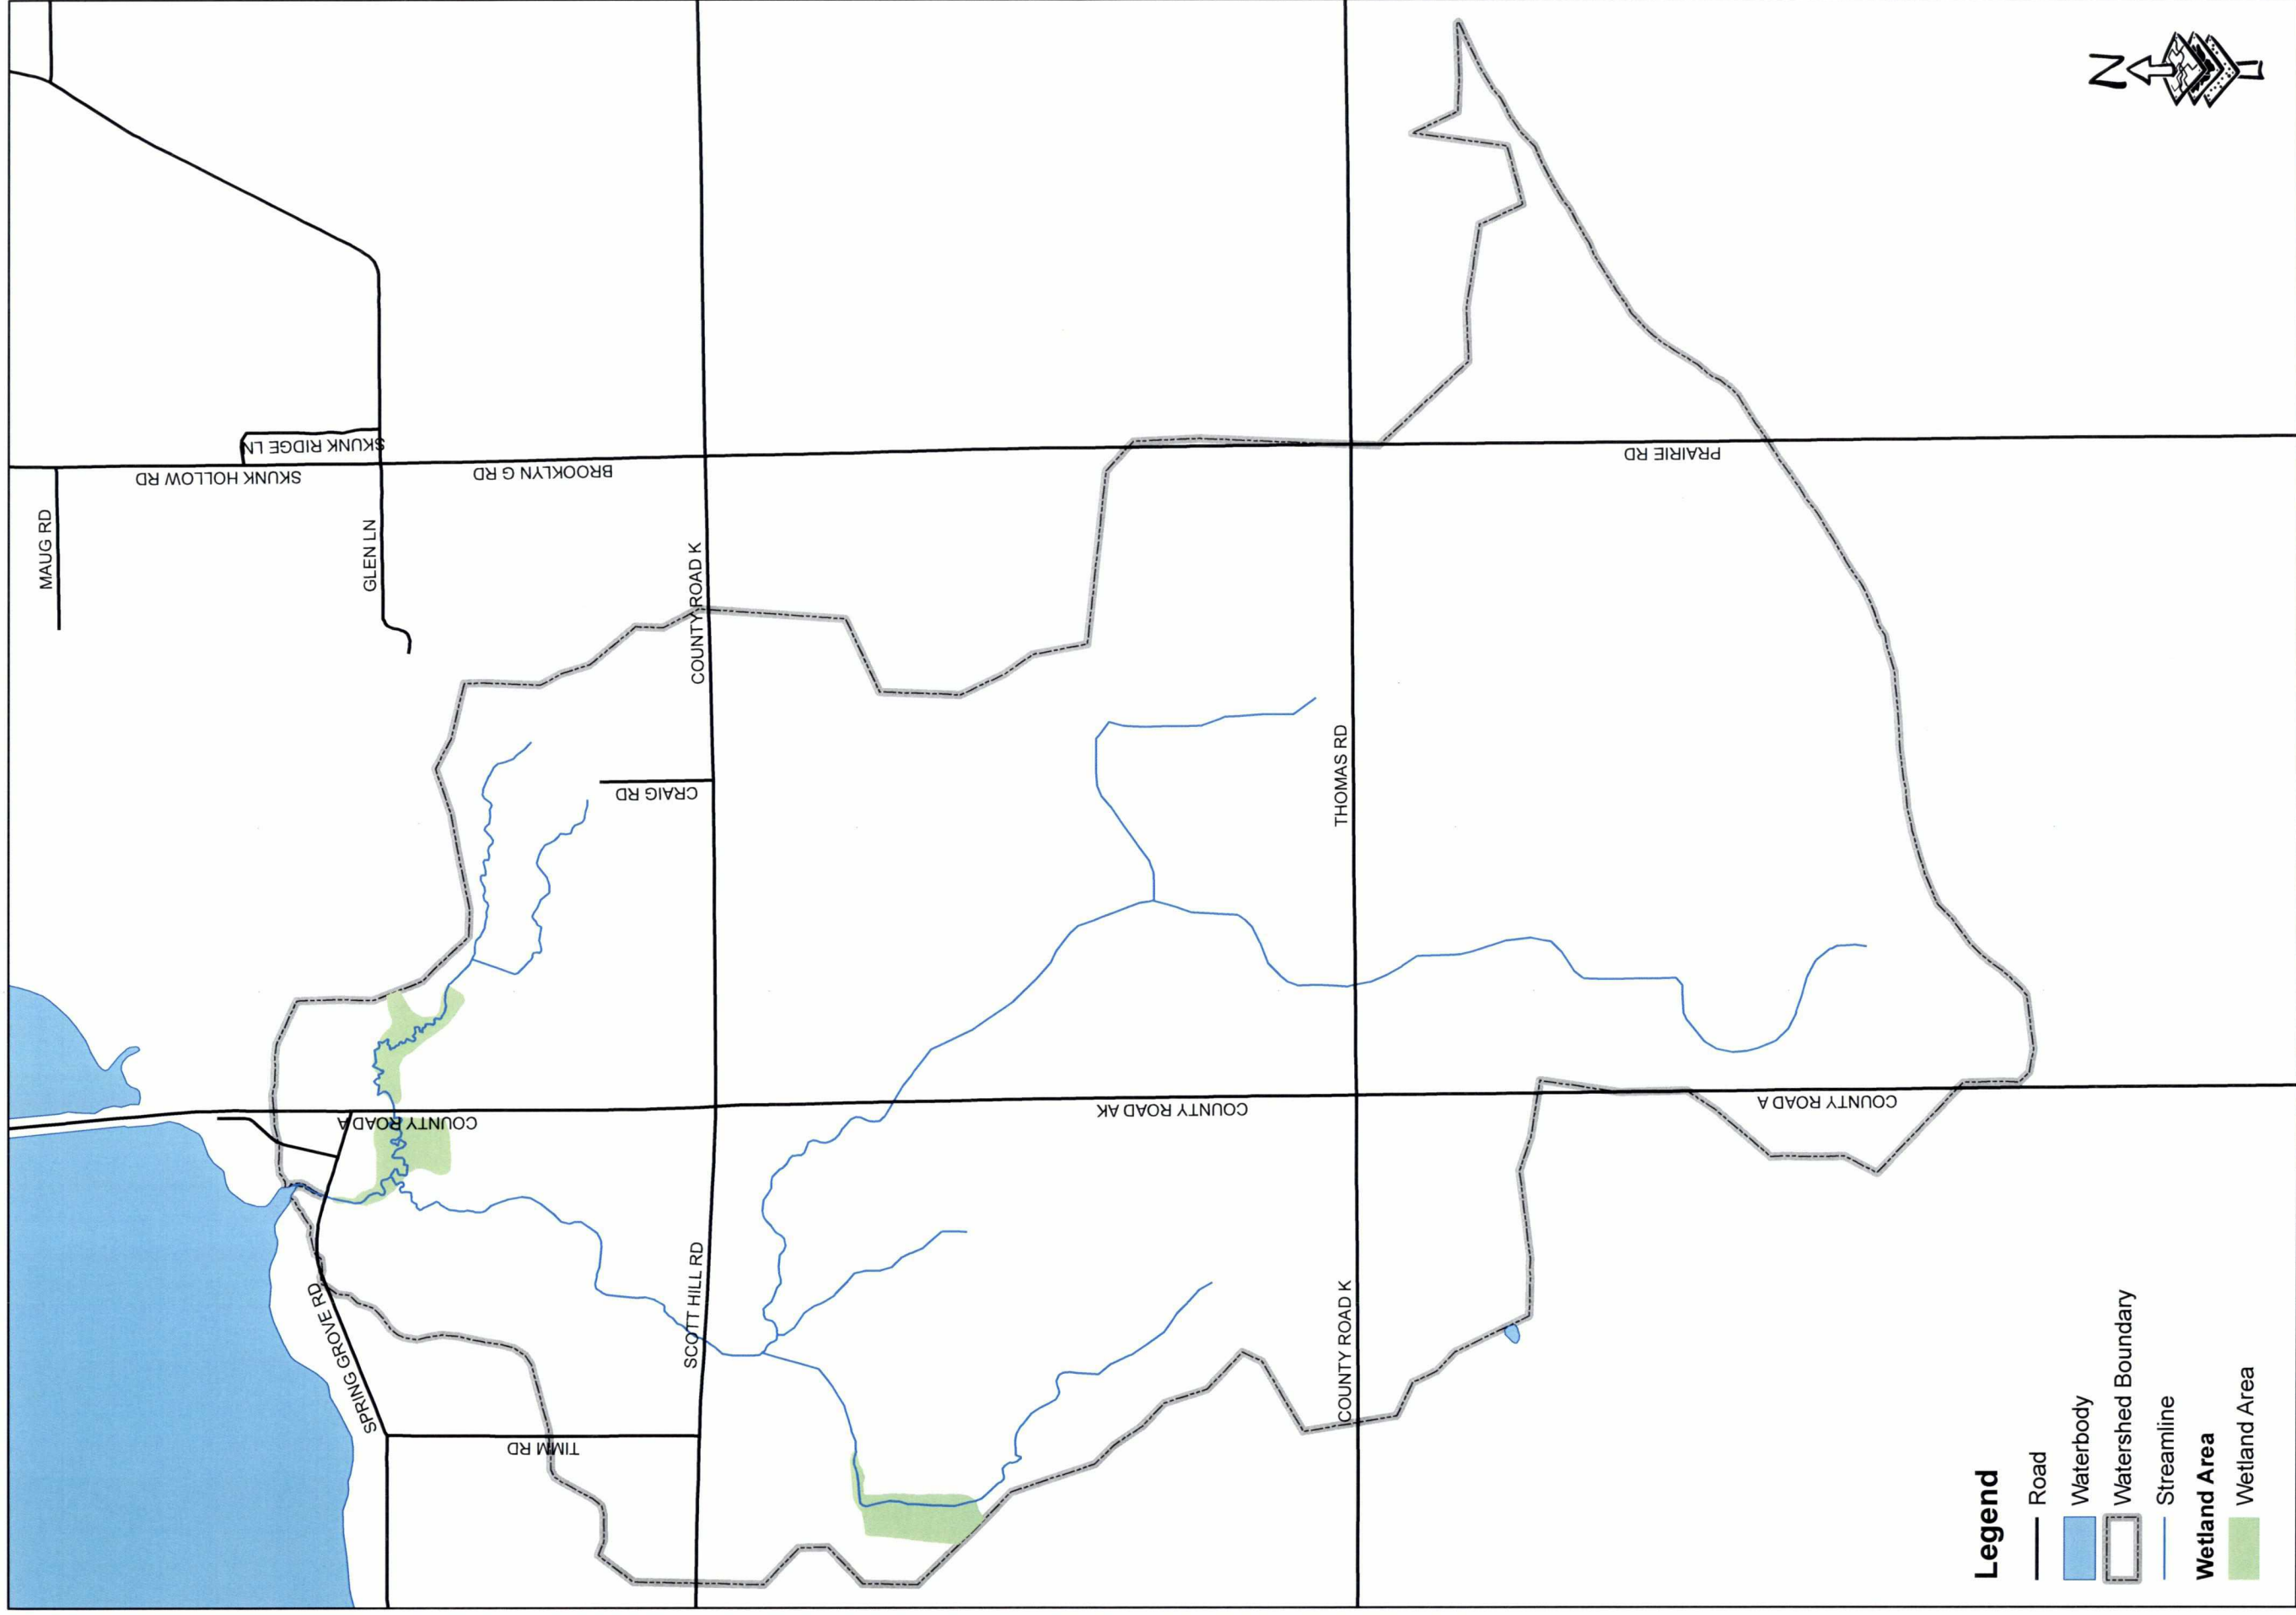 MAUG RD
SKUNK HOLLOW RD
SKUNK RIDGE LN
GLEN LN
BROOKLYN G RD
COUNTY ROAD K
CRAIG RD
COUNTY ROAD A
SPRING GROVE RD
TIMM RD
SCOTT HILL RD
COUNTY ROAD AK
THOMAS RD
COUNTY ROAD K
PRAIRIE RD
COUNTY ROAD A
N
Legend
Road
Waterbody
Watershed Boundary
Streamline
Wetland Area
Wetland Area